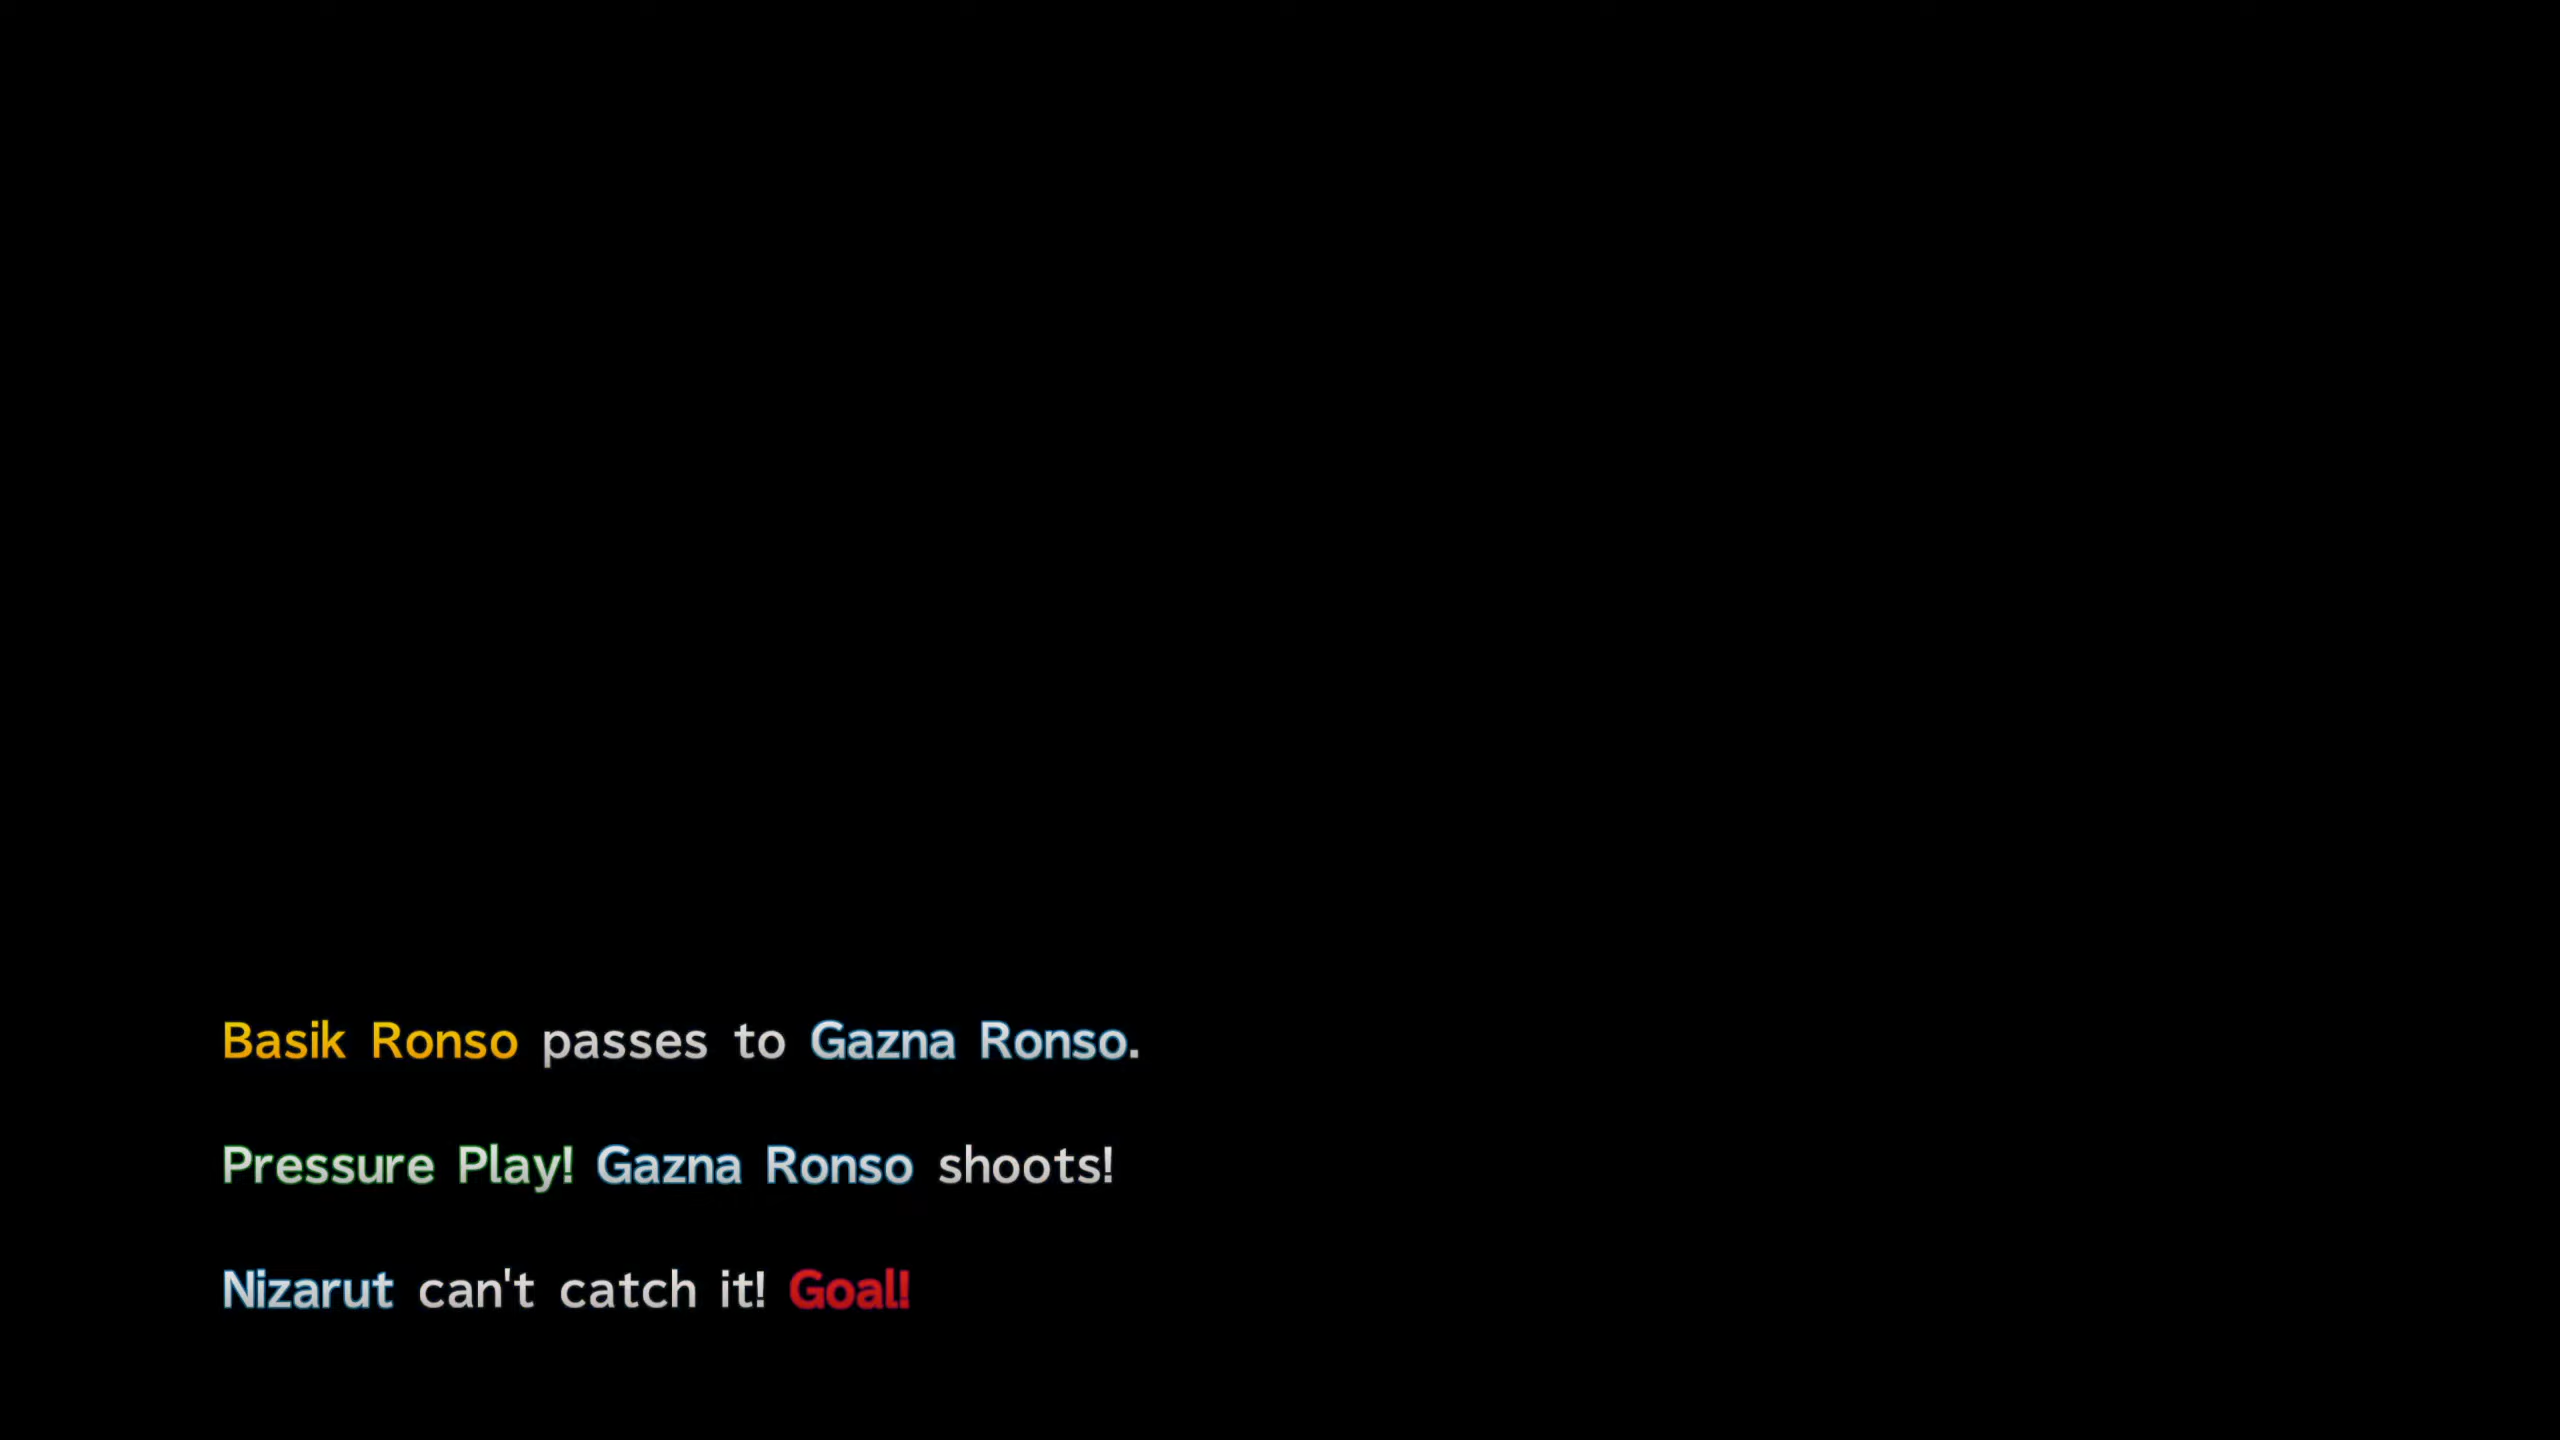 Basik Ronso passes to Gazna Ronso.
Pressure Play! Gazna Ronso shoots!
Nizarut can't catch it! Goal!